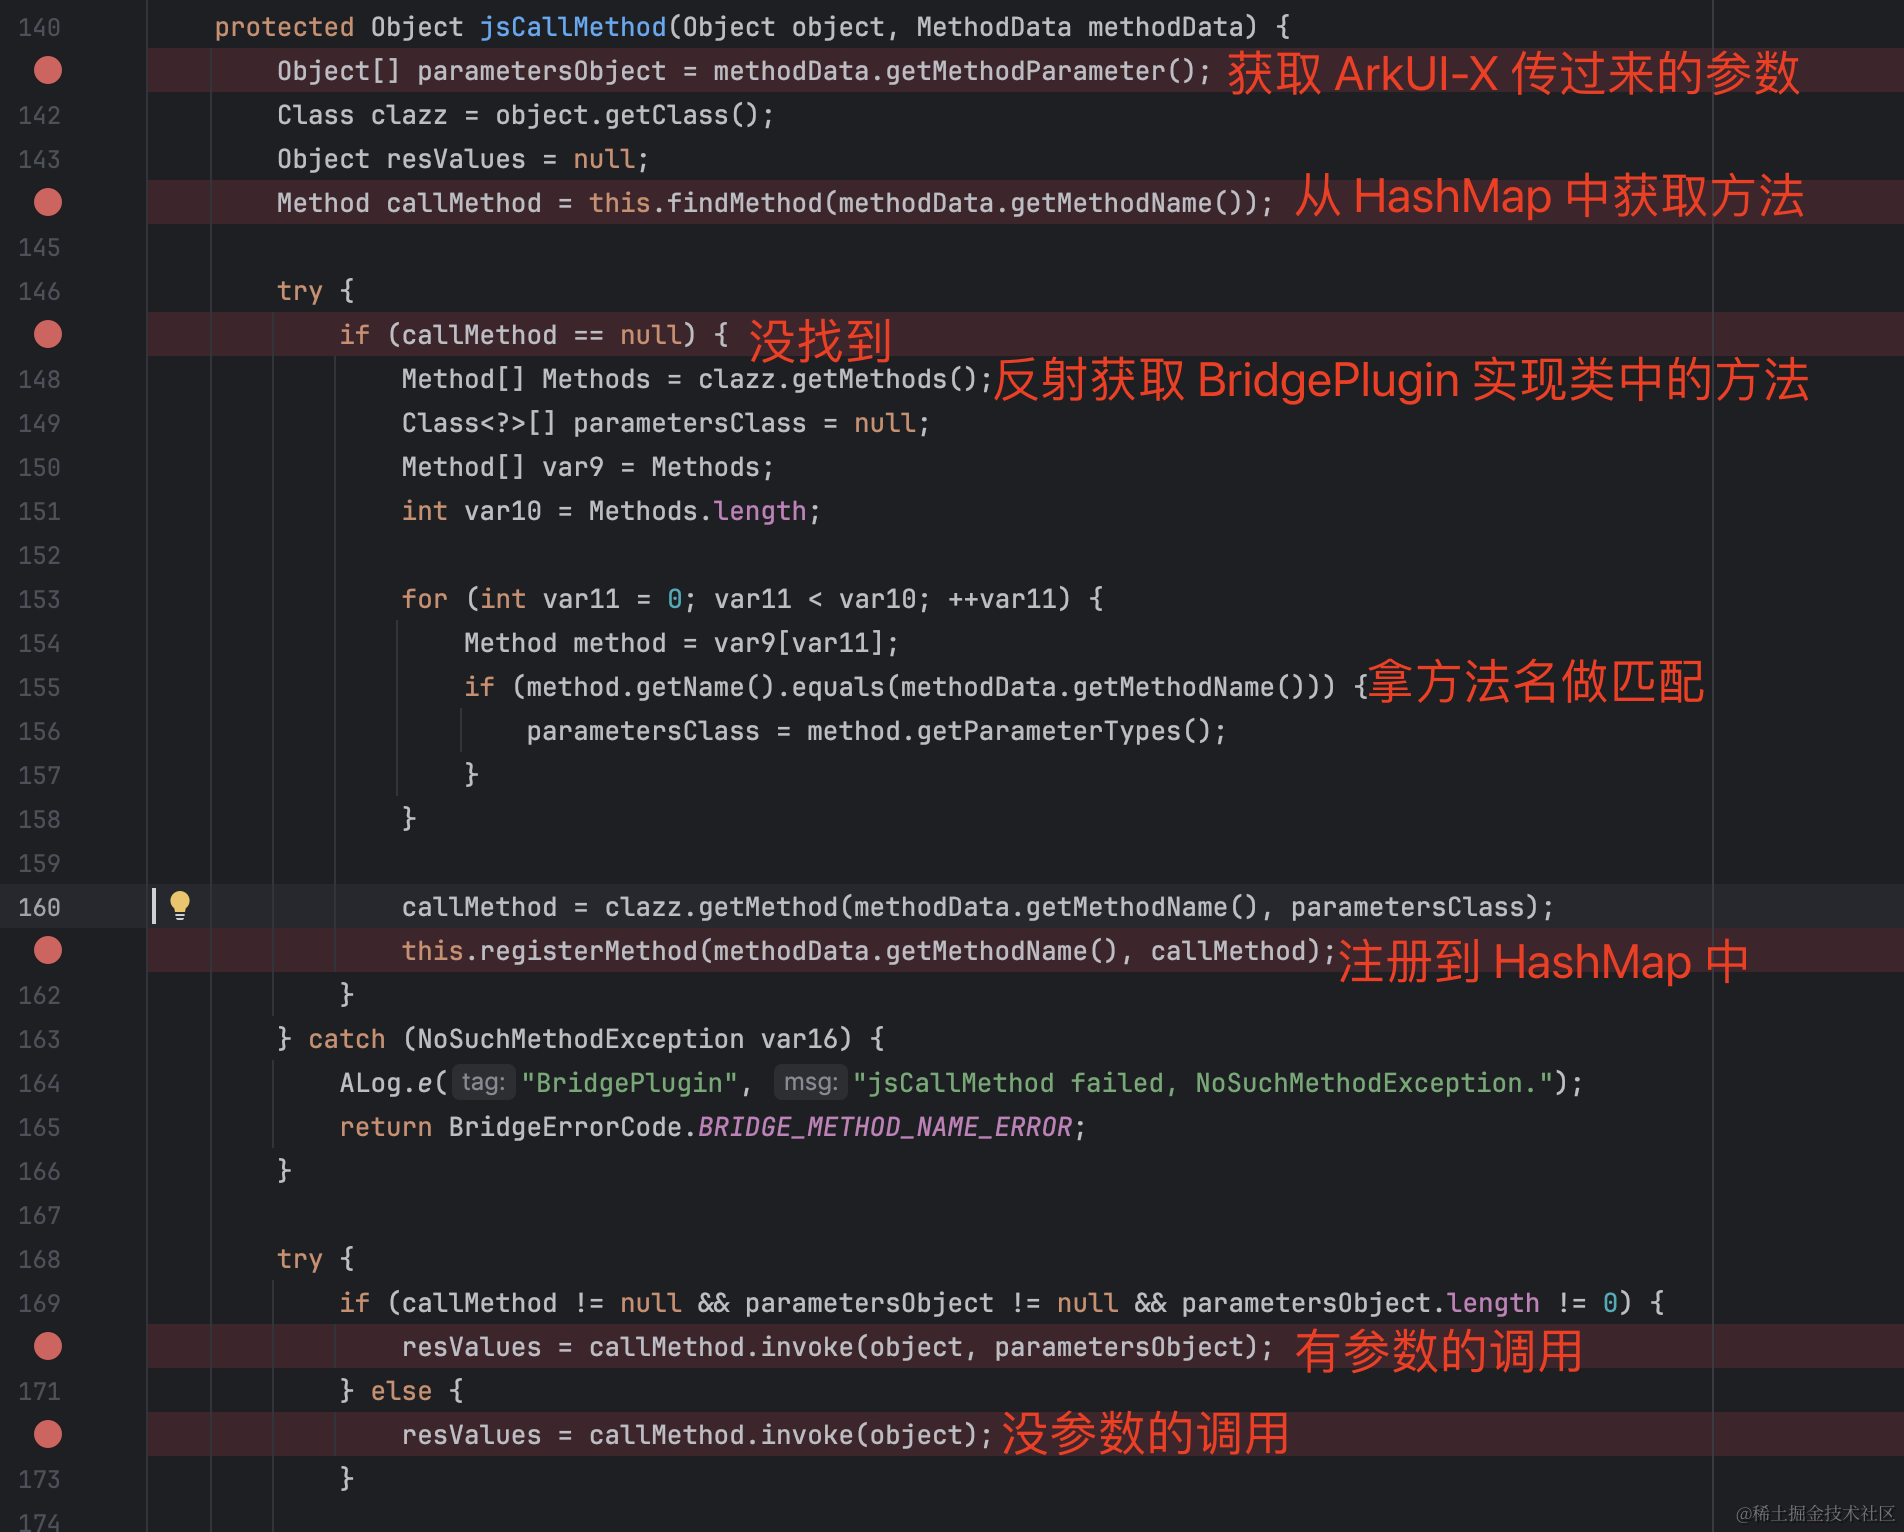 140 protected Object jsCallMethod(Object object, MethodData methodData) {
Object[] parametersObject = methodData.getMethodParameter(); 获取 ArkUI-X 传过来的参数
142 Class clazz = object.getClass();
143 Object resValues = null;
Method callMethod = this.findMethod(methodData.getMethodName()); 从 HashMap 中获取方法
145
146 try {
if (callMethod == null) { 没找到
148 Method[] Methods = clazz.getMethods(); 反射获取 BridgePlugin 实现类中的方法
149 Class<?>[] parametersClass = null;
150 Method[] var9 = Methods;
151 int var10 = Methods.length;
152
153 for (int var11 = 0; var11 < var10; ++var11) {
154 Method method = var9[var11];
155 if (method.getName().equals(methodData.getMethodName())) { 拿方法名做匹配
156 parametersClass = method.getParameterTypes();
157 }
158 }
159
160 callMethod = clazz.getMethod(methodData.getMethodName(), parametersClass);
this.registerMethod(methodData.getMethodName(), callMethod); 注册到 HashMap 中
162 }
163 } catch (NoSuchMethodException var16) {
164 ALog.e( tag: "BridgePlugin", msg: "jsCallMethod failed, NoSuchMethodException.");
165 return BridgeErrorCode.BRIDGE_METHOD_NAME_ERROR;
166 }
167
168 try {
169 if (callMethod != null && parametersObject != null && parametersObject.length != 0) {
resValues = callMethod.invoke(object, parametersObject); 有参数的调用
171 } else {
resValues = callMethod.invoke(object); 没参数的调用
173 }
174
@稀土掘金技术社区